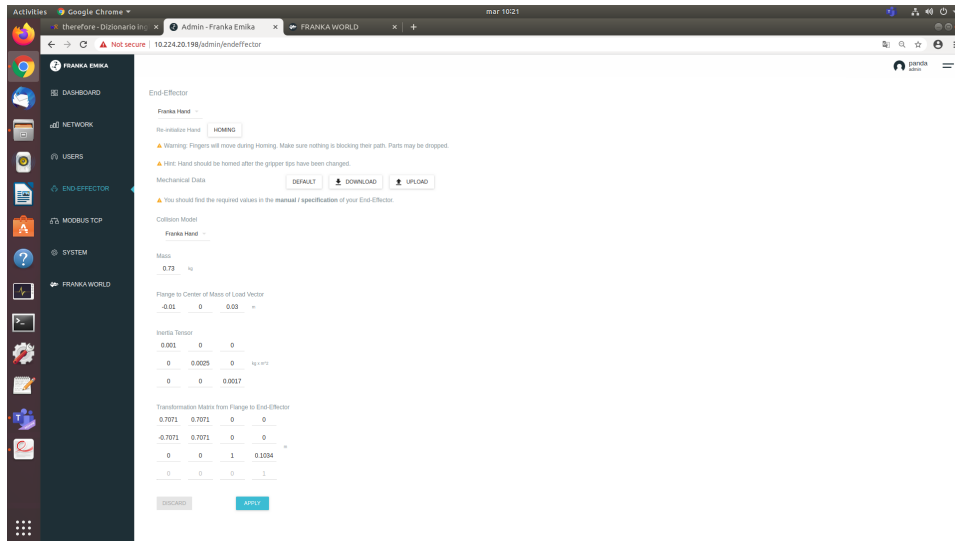 Activities Google Chrome mar 10:21
therefore - Dizionario ing Admin - Franka Emika FRANKA WORLD
Not secure 10.224.20.198/admin/endeffector
FRANKA EMIKA panda
admin
DASHBOARD
NETWORK
USERS
END-EFFECTOR
MODBUS TCP
SYSTEM
FRANKA WORLD
End-Effector
Franka Hand
Re-initialize Hand HOMING
Warning: Fingers will move during Homing. Make sure nothing is blocking their path. Parts may be dropped.
Hint: Hand should be homed after the gripper tips have been changed.
Mechanical Data DEFAULT DOWNLOAD UPLOAD
You should find the required values in the manual / specification of your End-Effector.
Collision Model
Franka Hand
Mass
0.73 kg
Flange to Center of Mass of Load Vector
-0.01 0 0.03 m
Inertia Tensor
0.001 0 0
0 0.0025 0
0 0 0.0017
Transformation Matrix from Flange to End-Effector
0.7071 0.7071 0 0
-0.7071 0.7071 0 0
0 0 1 0.1034
0 0 0 1
DISCARD APPLY